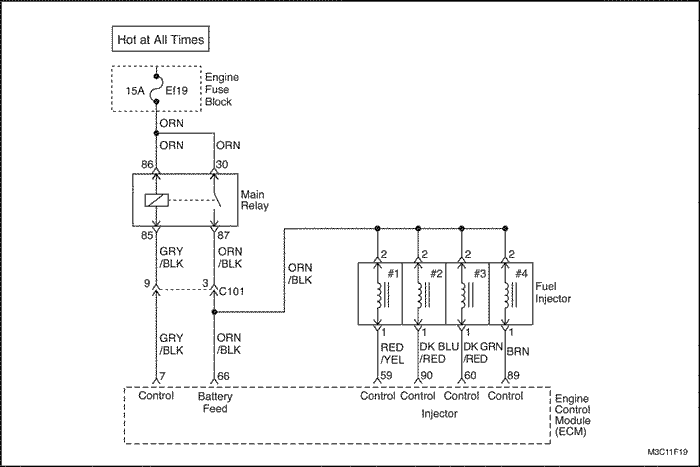 Hot at All Times
15A Ef19
Engine
Fuse
Block
ORN
ORN
ORN
86
30
Main
Relay
85
87
GRY
/BLK
ORN
/BLK
ORN
/BLK
9
3
C101
GRY
/BLK
ORN
/BLK
2
2
2
2
#1
#2
#3
#4
Fuel
Injector
1
1
1
1
RED
/YEL
DK BLU
/RED
DK GRN
/RED
BRN
7
66
59
90
60
89
Control
Battery
Feed
Control
Control
Control
Control
Injector
Engine
Control
Module
(ECM)
M3C11F19